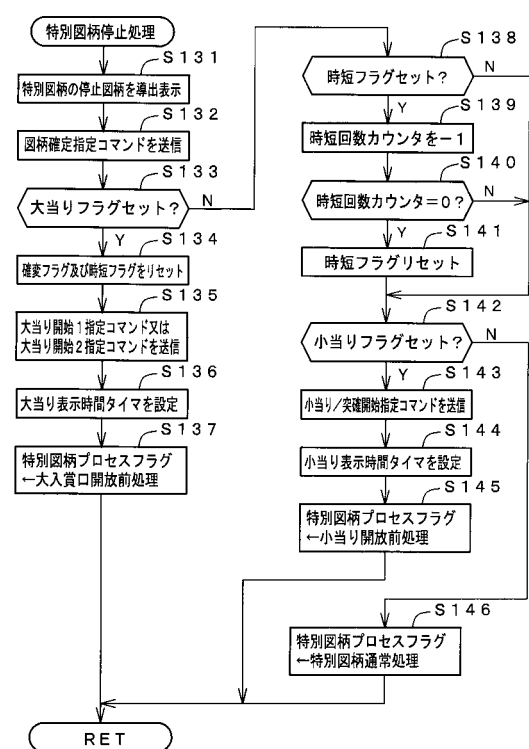 特別図柄停止処理
S131
特別図柄の停止図柄を導出表示
S132
図柄確定指定コマンドを送信
S133
大当りフラグセット?
N
Y
S134
確変フラグ及び時短フラグをリセット
S135
大当り開始1指定コマンド又は
大当り開始2指定コマンドを送信
S136
大当り表示時間タイマを設定
S137
特別図柄プロセスフラグ
←大入賞口開放前処理
S138
時短フラグセット?
N
Y
S139
時短回数カウンタを-1
S140
時短回数カウンタ=0?
N
Y
S141
時短フラグリセット
S142
小当りフラグセット?
N
Y
S143
小当り/突確開始指定コマンドを送信
S144
小当り表示時間タイマを設定
S145
特別図柄プロセスフラグ
←小当り開放前処理
S146
特別図柄プロセスフラグ
←特別図柄通常処理
RET